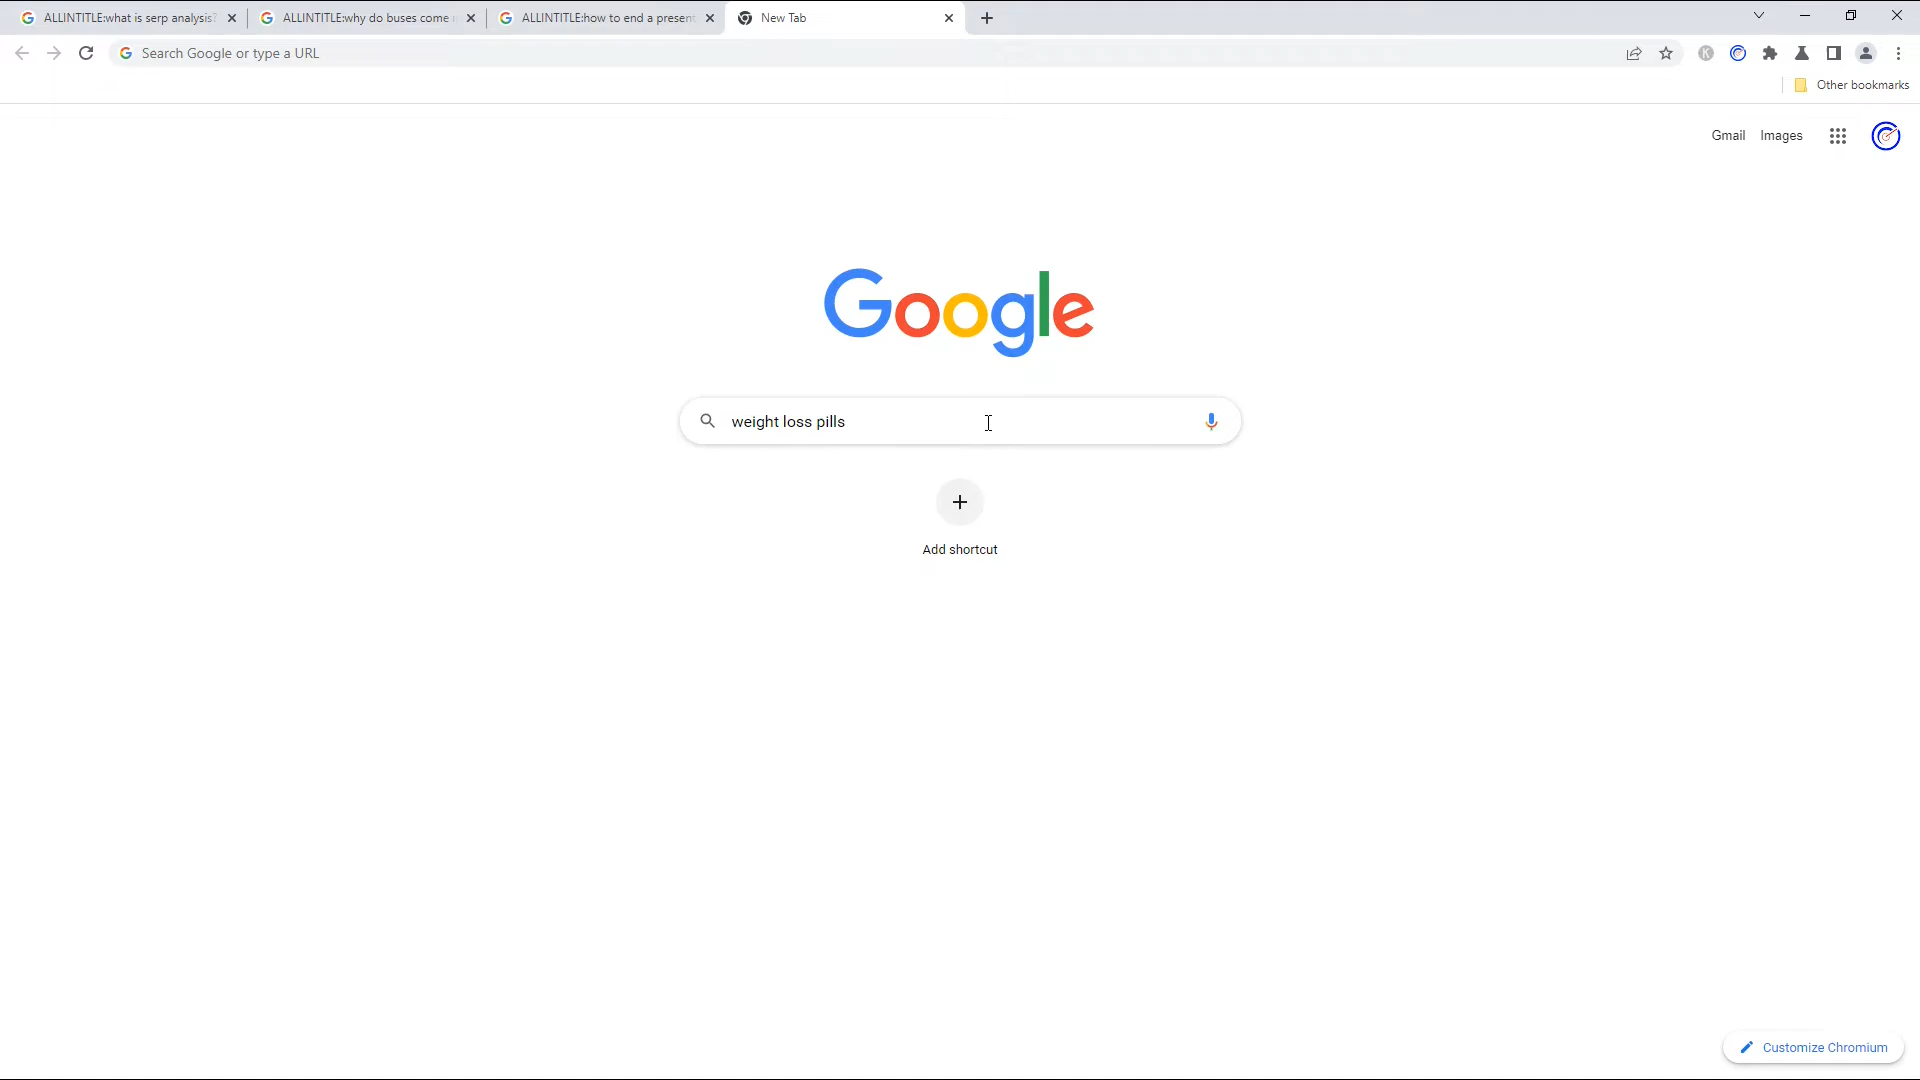 ALLINTITLE:what is serp analysis?
ALLINTITLE:why do buses come
ALLINTITLE:how to end a present
New Tab
Search Google or type a URL
Other bookmarks
Gmail
Images
Google
weight loss pills
Add shortcut
Customize Chromium